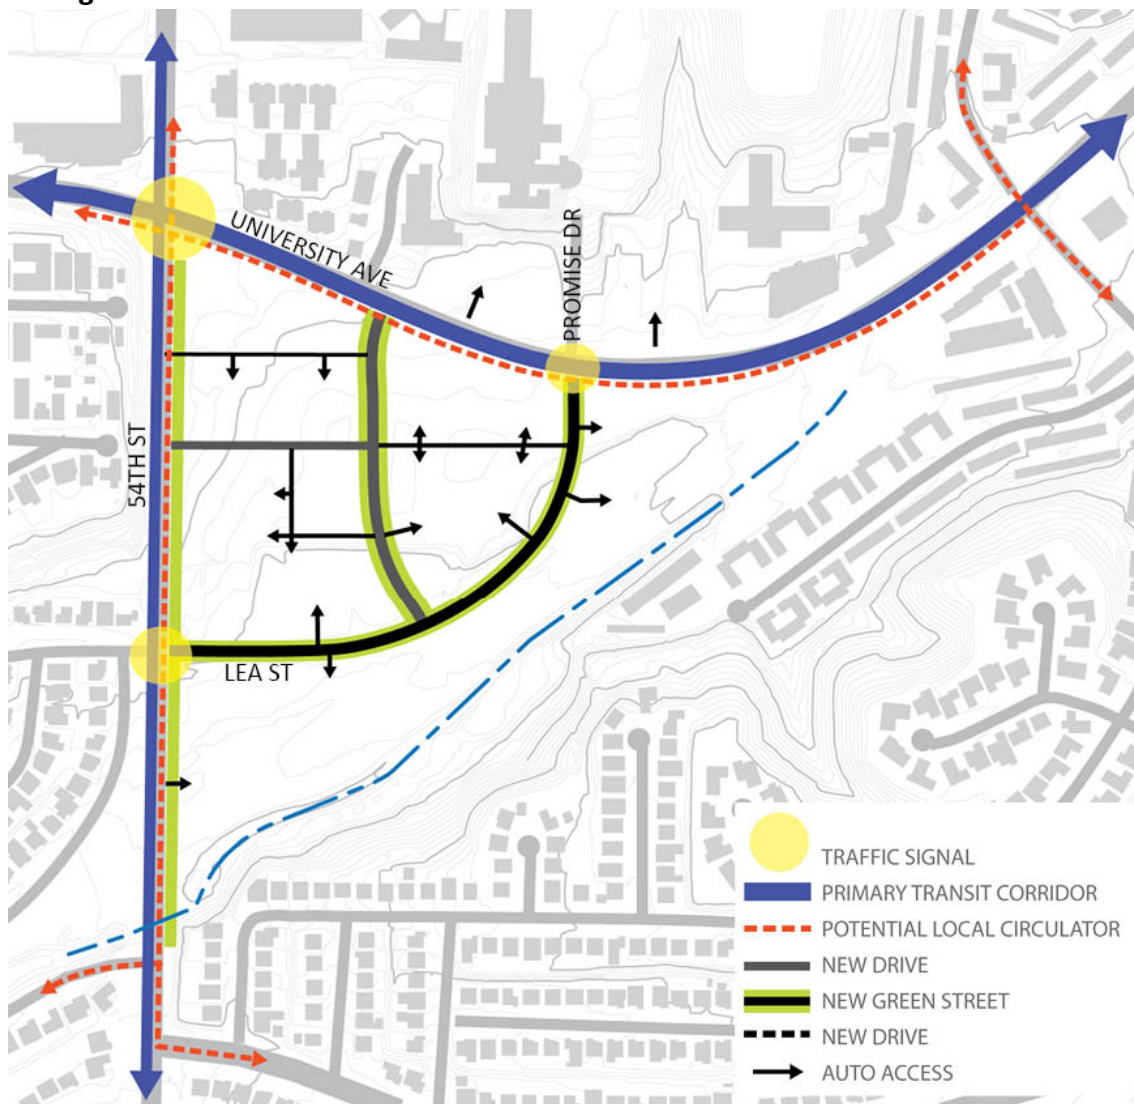 UNIVERSITY AVE
PROMISE DR
54TH ST
LEA ST
TRAFFIC SIGNAL
PRIMARY TRANSIT CORRIDOR
POTENTIAL LOCAL CIRCULATOR
NEW DRIVE
NEW GREEN STREET
NEW DRIVE
AUTO ACCESS